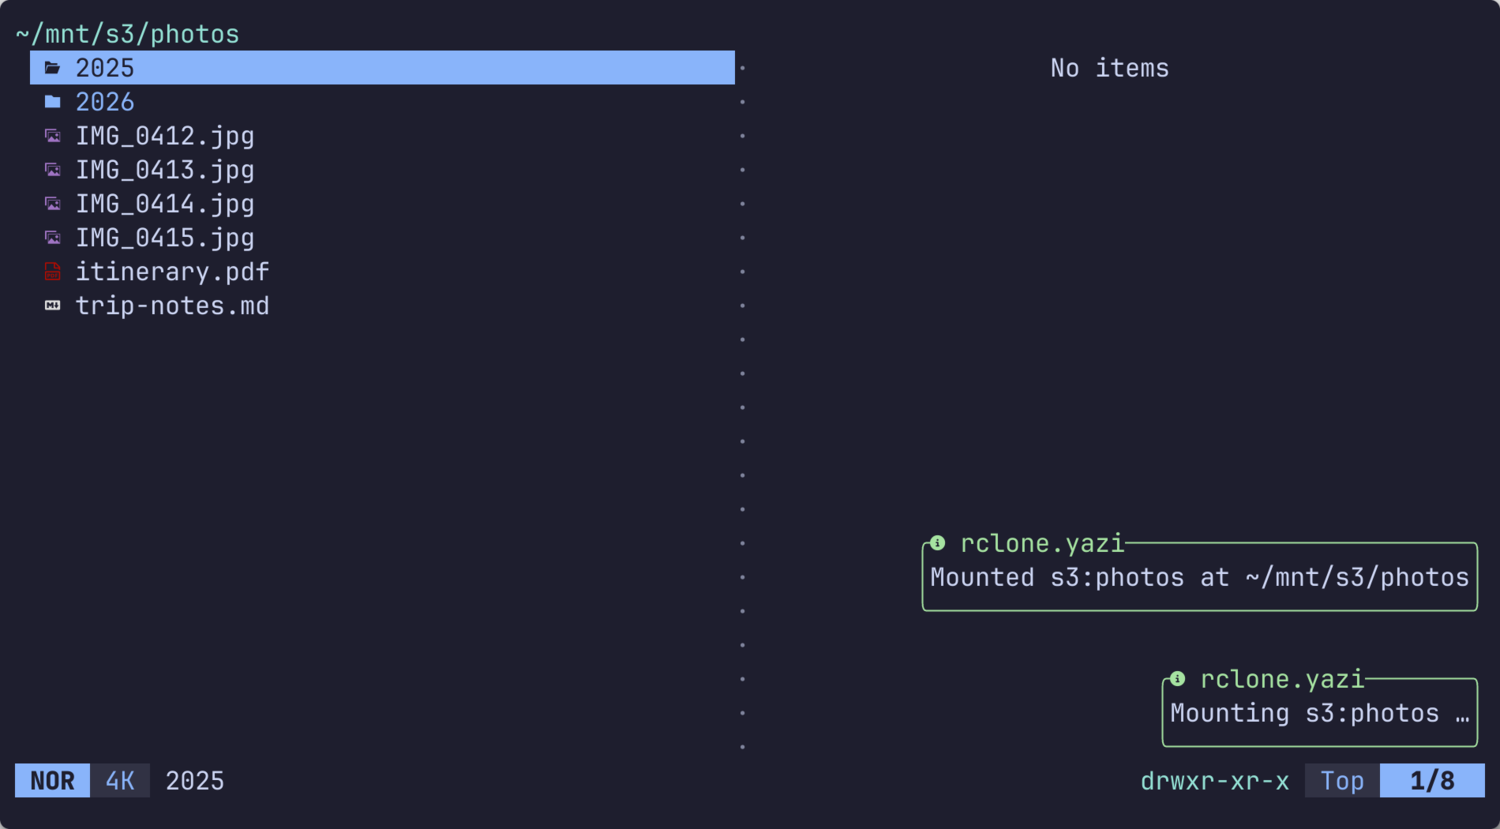 ~/mnt/s3/photos
2025
2026
IMG_0412.jpg
IMG_0413.jpg
IMG_0414.jpg
IMG_0415.jpg
itinerary.pdf
trip-notes.md
No items
rclone.yazi
Mounted s3:photos at ~/mnt/s3/photos
rclone.yazi
Mounting s3:photos …
NOR 4K 2025
drwxr-xr-x Top 1/8